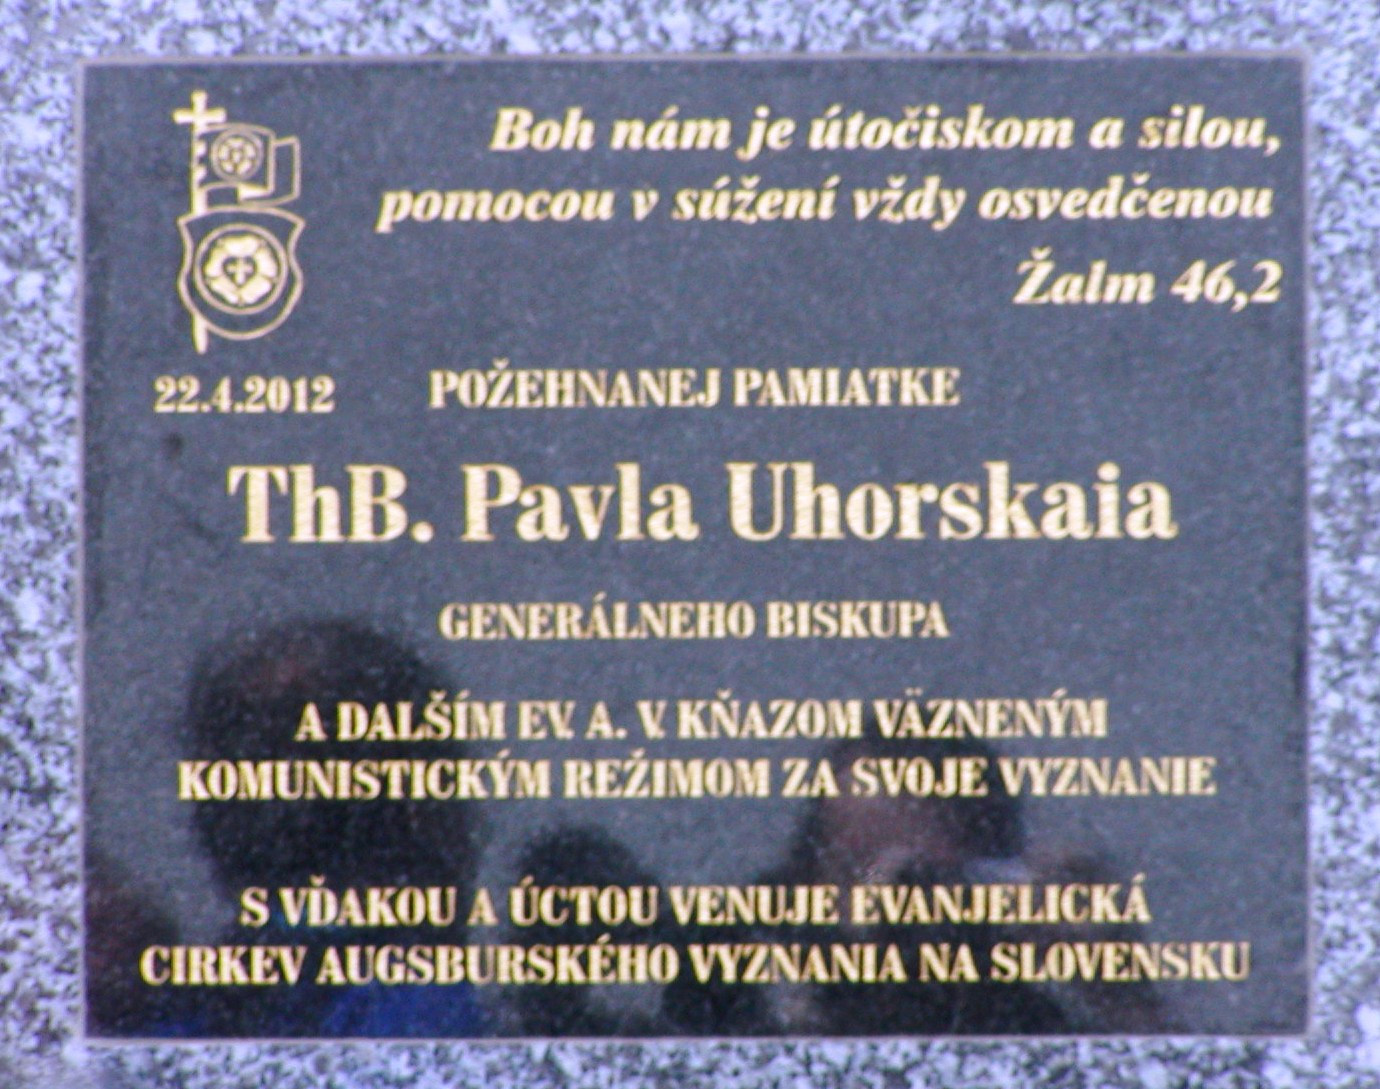 Boh nám je útočiskom a silou,
pomocou v súžení vždy osvedčenou
Žalm 46,2
22.4.2012
POŽEHNANEJ PAMIATKE
ThB. Pavla Uhorskaia
GENERÁLNEHO BISKUPA
A DALŠÍM EV. A. V. KŇAZOM VÄZNENÝM
KOMUNISTICKÝM REŽIMOM ZA SVOJE VYZNANIE
S VĎAKOU A ÚCTOU VENUJE EVANJELICKÁ
CIRKEV AUGSBURSKÉHO VYZNANIA NA SLOVENSKU